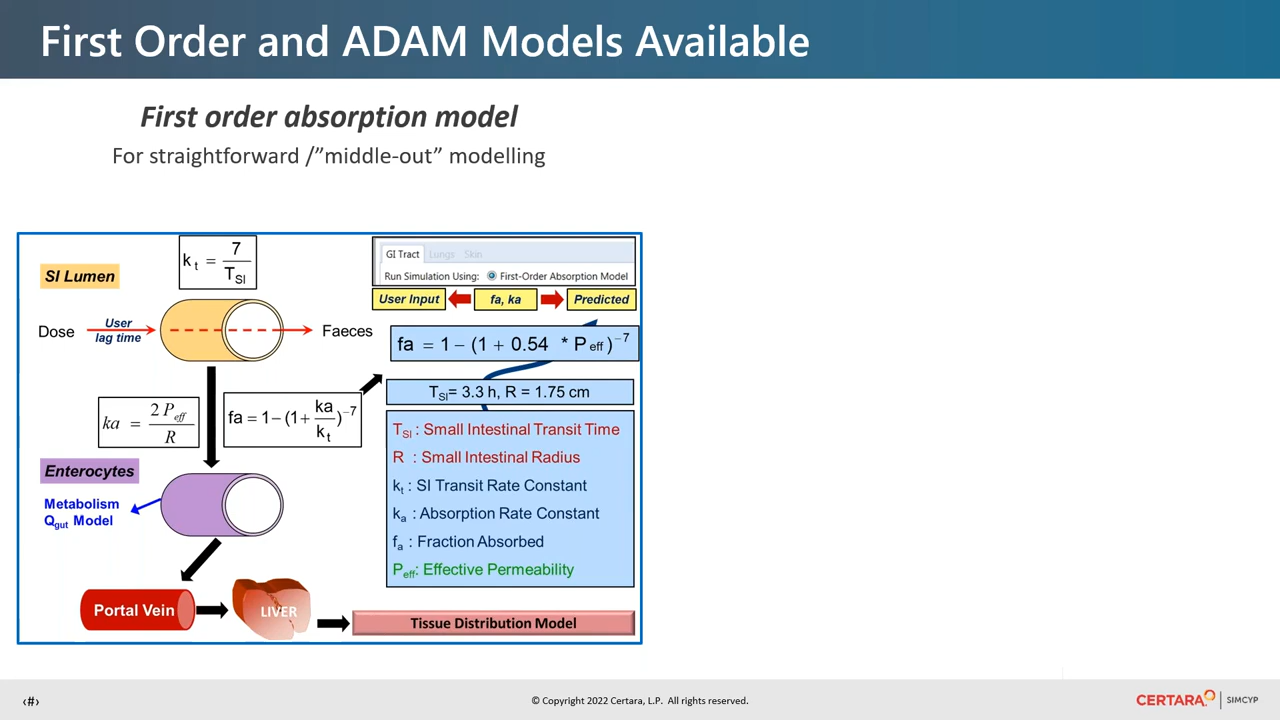 First Order and ADAM Models Available
First order absorption model
For straightforward /”middle-out” modelling
k t = 7 / T SI
GI Tract Lungs Skin
Run Simulation Using: First-Order Absorption Model
SI Lumen
User Input fa, ka Predicted
Dose User lag time Faeces
fa = 1 − (1 + 0.54 * P eff ) −7
TSI= 3.3 h, R = 1.75 cm
ka = 2 Peff / R
fa = 1 − (1 + ka / k t ) −7
TSI : Small Intestinal Transit Time
R : Small Intestinal Radius
kt : SI Transit Rate Constant
ka : Absorption Rate Constant
fa : Fraction Absorbed
Peff: Effective Permeability
Enterocytes
Metabolism
Qgut Model
Portal Vein
LIVER
Tissue Distribution Model
‹#›
© Copyright 2022 Certara, L.P. All rights reserved.
CERTARA SIMCYP